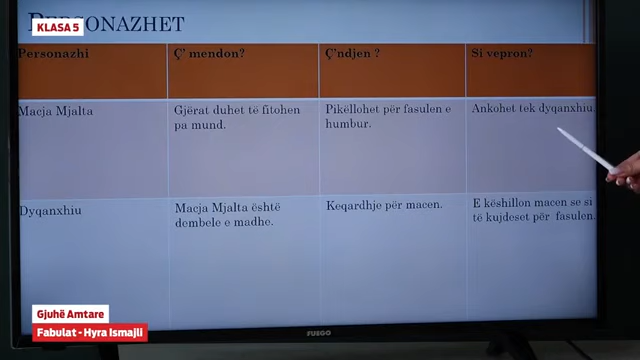 PERSONAZHET
KLASA 5
Personazhi
Ç' mendon?
Ç'ndjen ?
Si vepron?
Macja Mjalta
Gjërat duhet të fitohen
pa mund.
Pikëllohet për fasulen e
humbur.
Ankohet tek dyqanxhiu
Dyqanxhiu
Macja Mjalta është
dembele e madhe.
Keqardhje për macen.
E këshillon macen se si
të kujdeset për fasulen.
Gjuhë Amtare
Fabulat - Hyra Ismajli
FUEGO